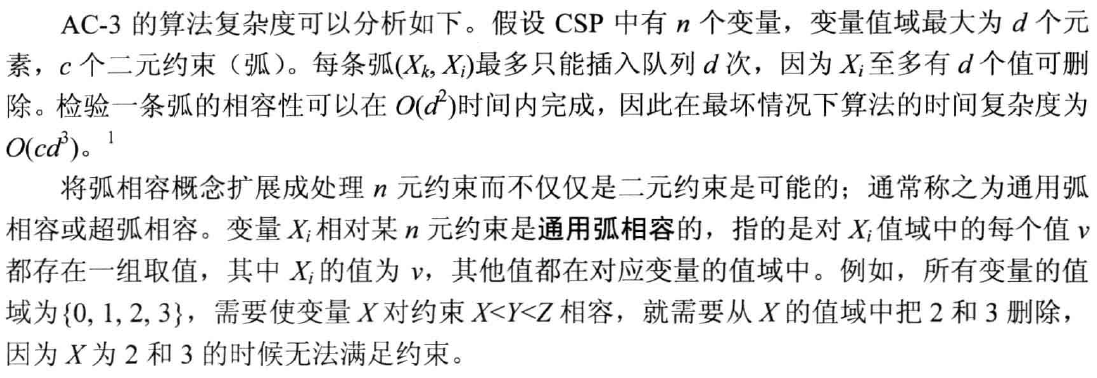 AC-3 的算法复杂度可以分析如下。假设 CSP 中有 n 个变量，变量值域最大为 d 个元
素，c 个二元约束（弧）。每条弧(Xk, Xi)最多只能插入队列 d 次，因为 Xi 至多有 d 个值可删
除。检验一条弧的相容性可以在 O(d²)时间内完成，因此在最坏情况下算法的时间复杂度为
O(cd³)。¹
将弧相容概念扩展成处理 n 元约束而不仅仅是二元约束是可能的；通常称之为通用弧
相容或超弧相容。变量 Xi 相对某 n 元约束是通用弧相容的，指的是对 Xi 值域中的每个值 v
都存在一组取值，其中 Xi 的值为 v，其他值都在对应变量的值域中。例如，所有变量的值
域为{0, 1, 2, 3}，需要使变量 X 对约束 X<Y<Z 相容，就需要从 X 的值域中把 2 和 3 删除，
因为 X 为 2 和 3 的时候无法满足约束。